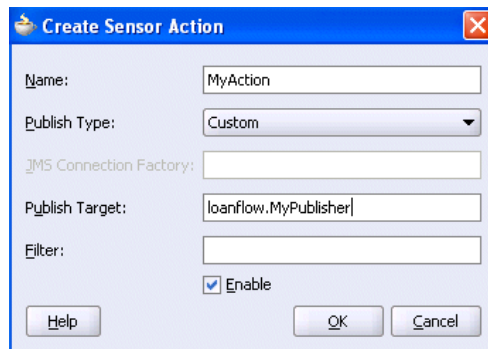 Create Sensor Action
Name: MyAction
Publish Type: Custom
JMS Connection Factory:
Publish Target: loanflow.MyPublisher
Filter:
Enable
Help OK Cancel